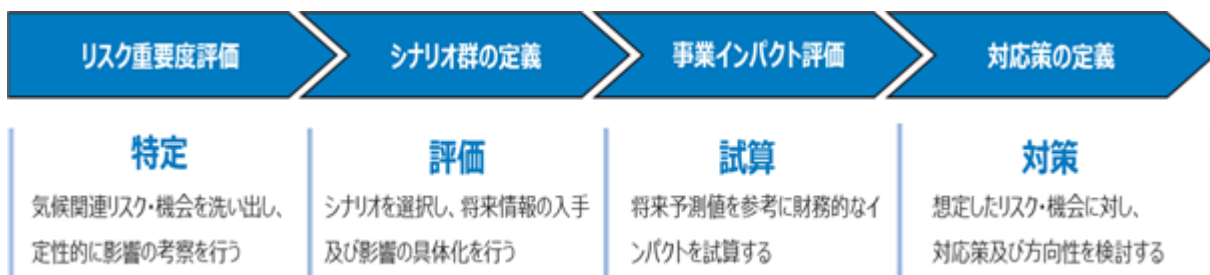 リスク重要度評価
シナリオ群の定義
事業インパクト評価
対応策の定義
特定
気候関連リスク・機会を洗い出し、
定性的に影響の考察を行う
評価
シナリオを選択し、将来情報の入手
及び影響の具体化を行う
試算
将来予測値を参考に財務的なイ
ンパクトを試算する
対策
想定したリスク・機会に対し、
対応策及び方向性を検討する